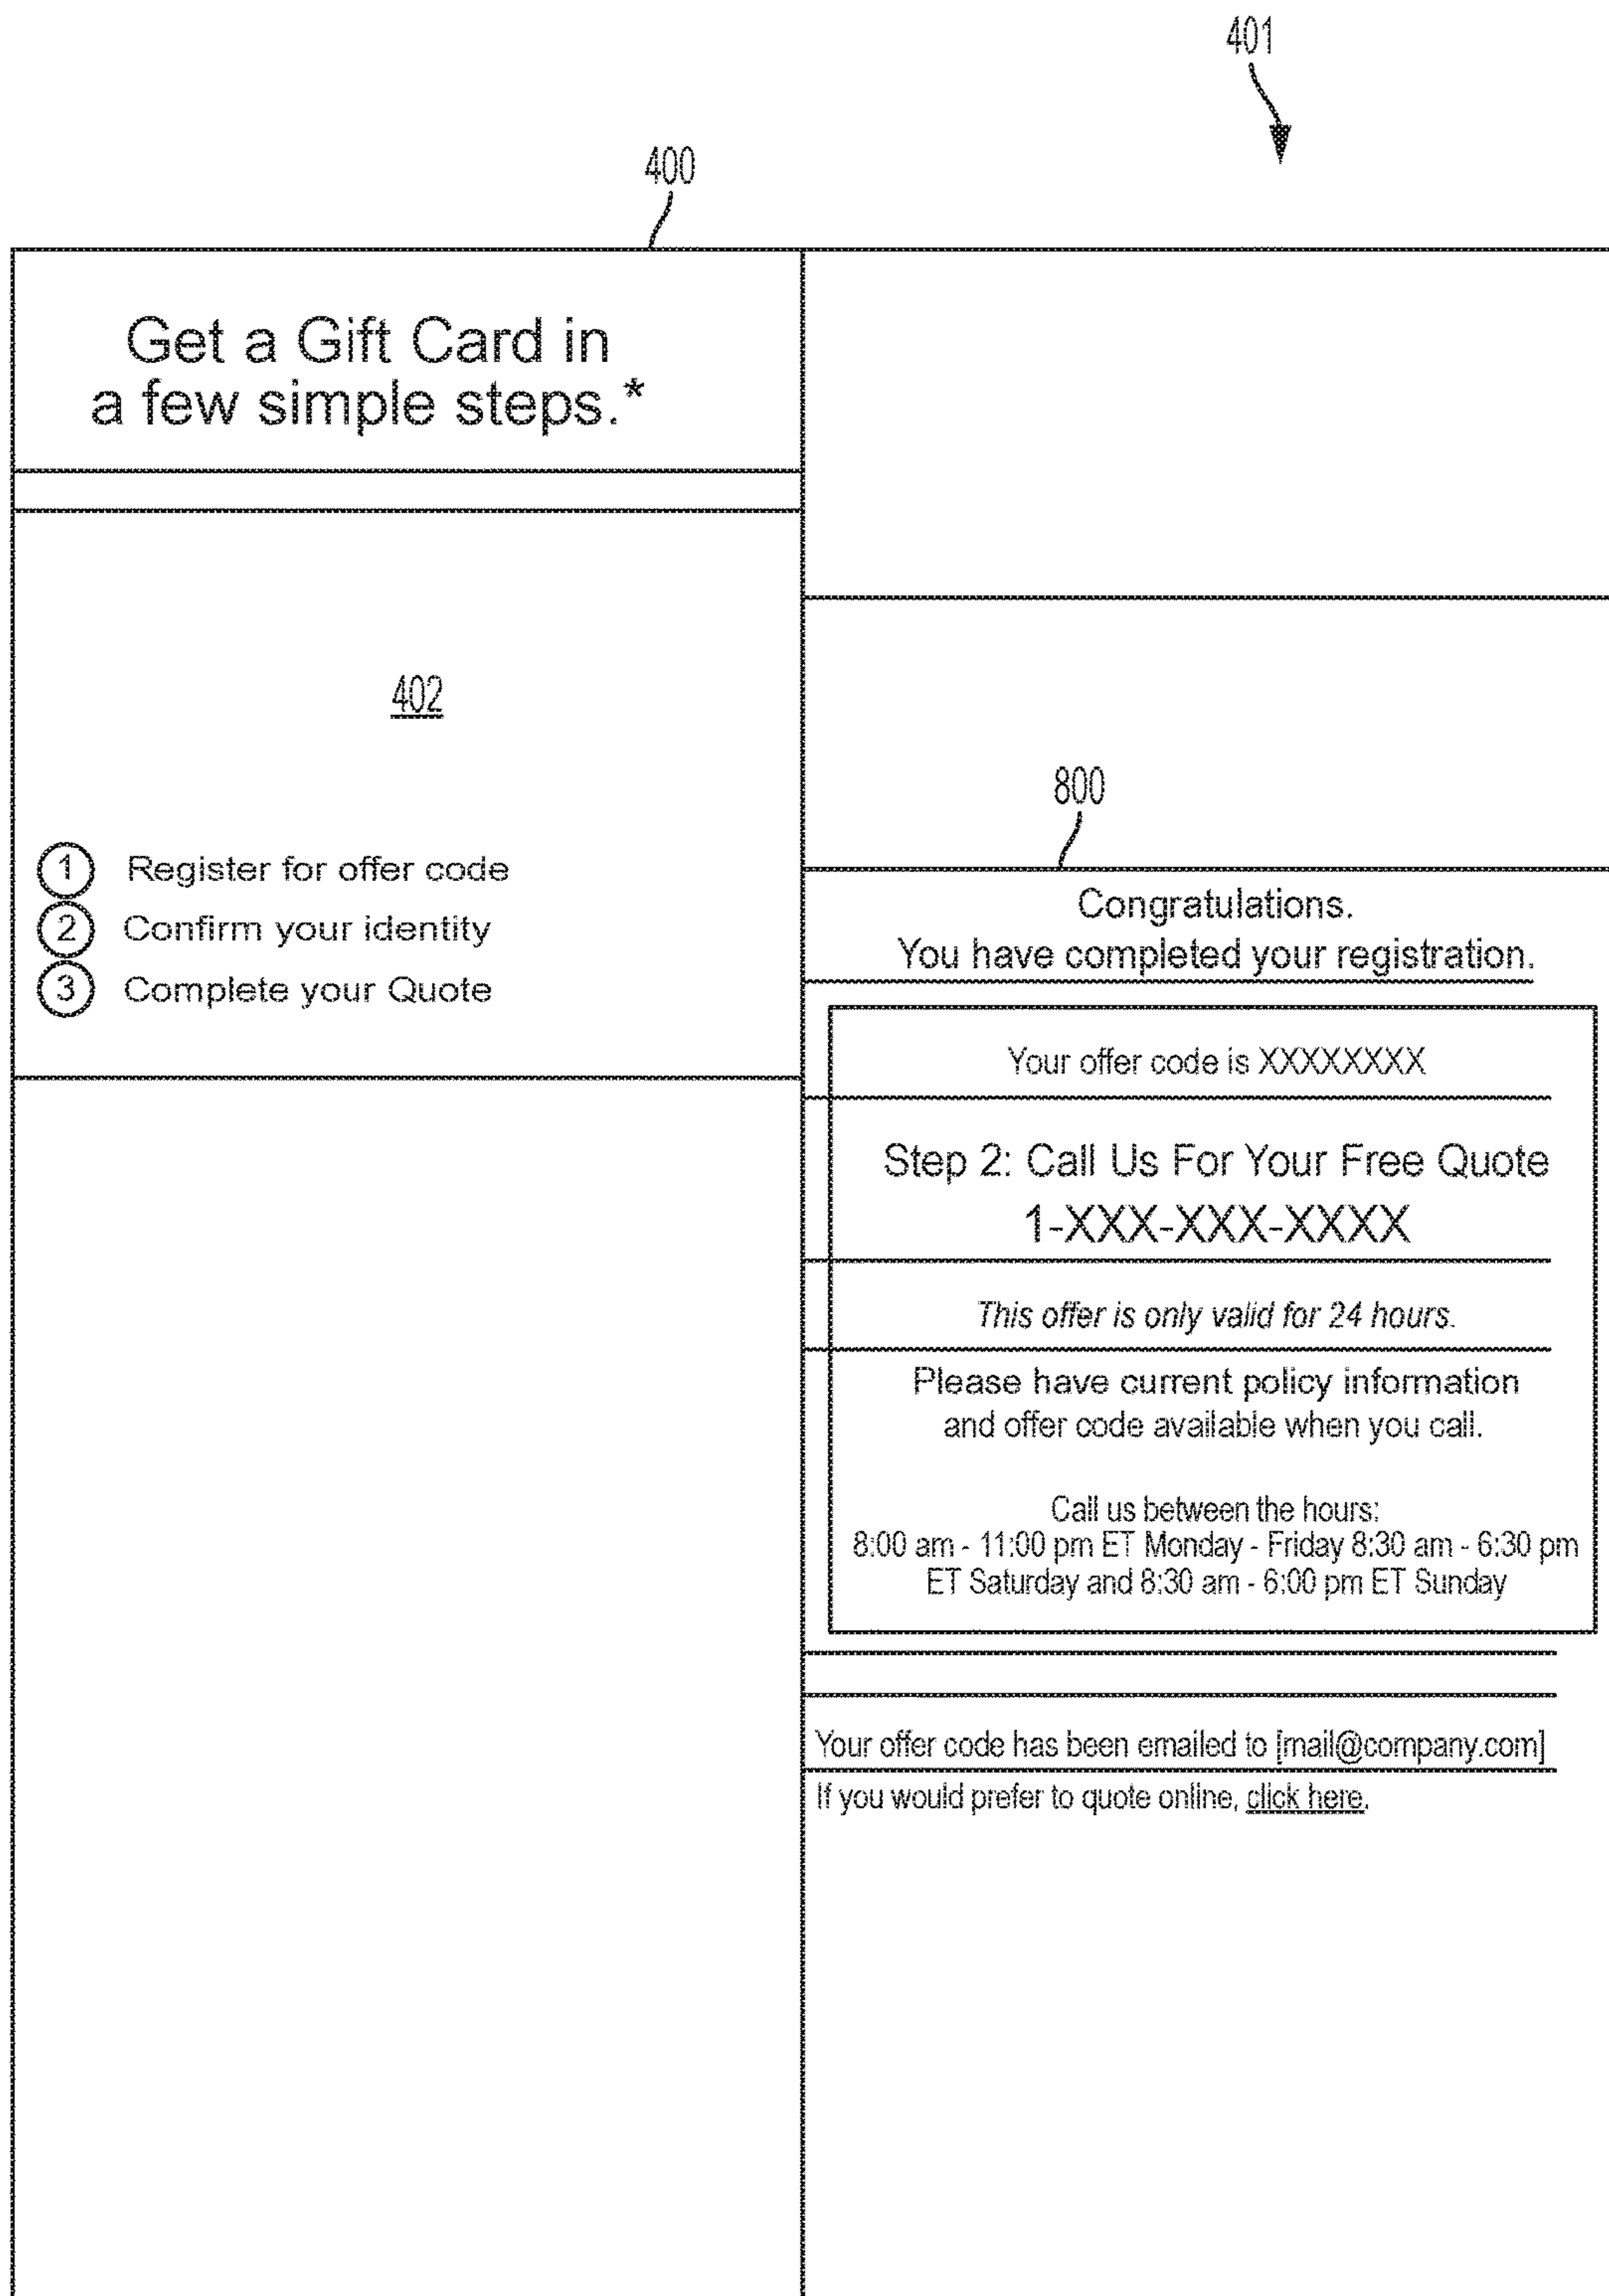 401
400
Get a Gift Card in
a few simple steps.*
402
1 Register for offer code
2 Confirm your identity
3 Complete your Quote
800
Congratulations.
You have completed your registration.
Your offer code is XXXXXXXX
Step 2: Call Us For Your Free Quote
1-XXX-XXX-XXXX
This offer is only valid for 24 hours.
Please have current policy information
and offer code available when you call.
Call us between the hours:
8:00 am - 11:00 pm ET Monday - Friday 8:30 am - 6:30 pm
ET Saturday and 8:30 am - 6:00 pm ET Sunday
Your offer code has been emailed to [mail@company.com]
If you would prefer to quote online, click here.